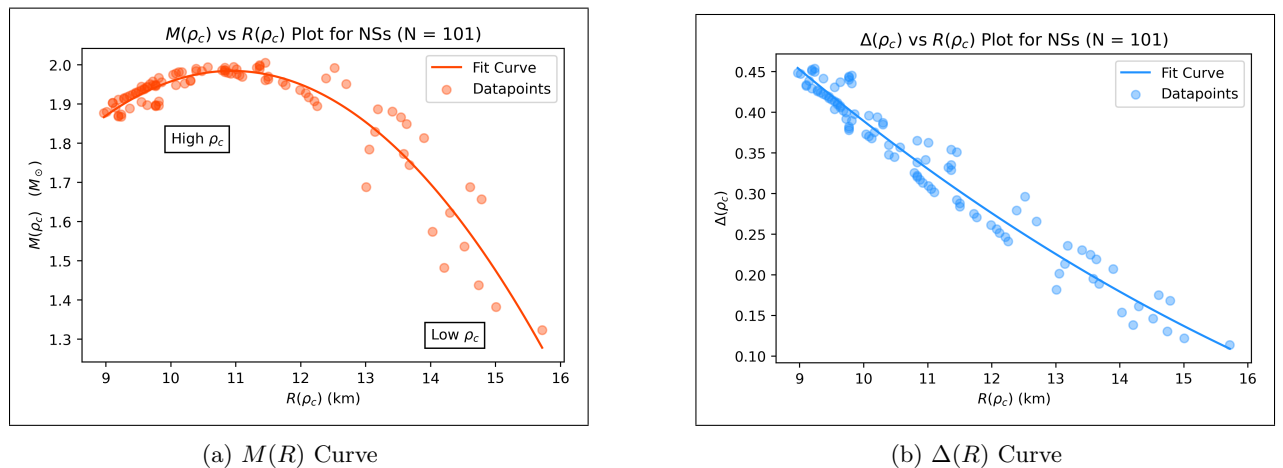 M(ρc) vs R(ρc) Plot for NSs (N = 101)
Fit Curve
Datapoints
High ρc
Low ρc
M(ρc) (M⊙)
2.0
1.9
1.8
1.7
1.6
1.5
1.4
1.3
9 10 11 12 13 14 15 16
R(ρc) (km)
(a) M(R) Curve
Δ(ρc) vs R(ρc) Plot for NSs (N = 101)
Fit Curve
Datapoints
Δ(ρc)
0.45
0.40
0.35
0.30
0.25
0.20
0.15
0.10
9 10 11 12 13 14 15 16
R(ρc) (km)
(b) Δ(R) Curve